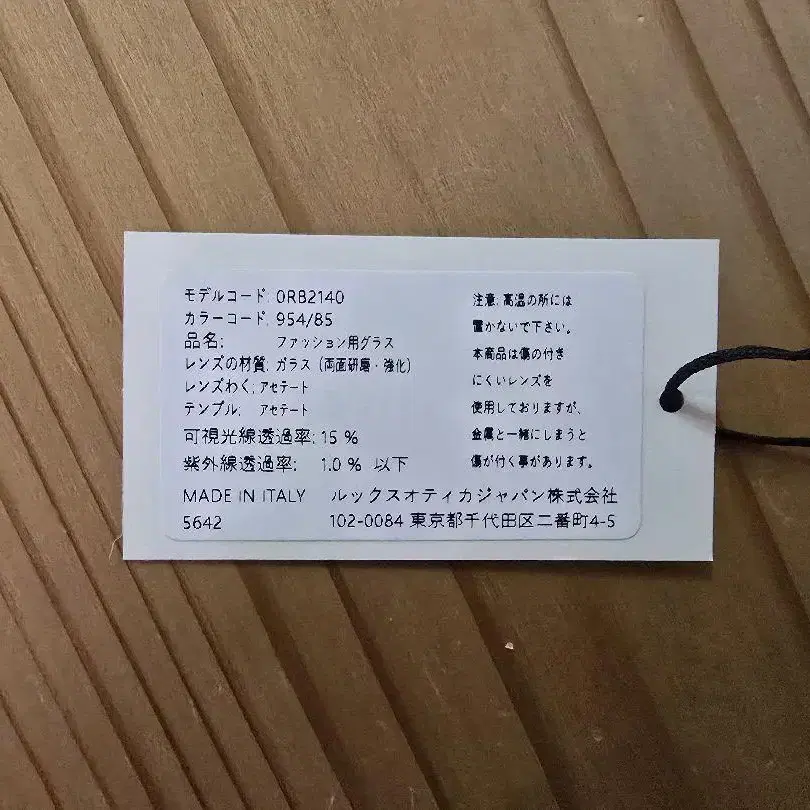 モデルコード: 0RB2140
カラーコード: 954/85
品名: ファッション用グラス
レンズの材質: ガラス (両面研磨・強化)
レンズわく: アセテート
テンプル: アセテート
可視光線透過率: 15 %
紫外線透過率: 1.0 % 以下
MADE IN ITALY ルックスオティカジャパン株式会社
5642 102-0084 東京都千代田区二番町4-5
注意: 高温の所には
置かないで下さい。
本商品は傷の付き
にくいレンズを
使用しておりますが、
金属と一緒にしまうと
傷が付く事があります。